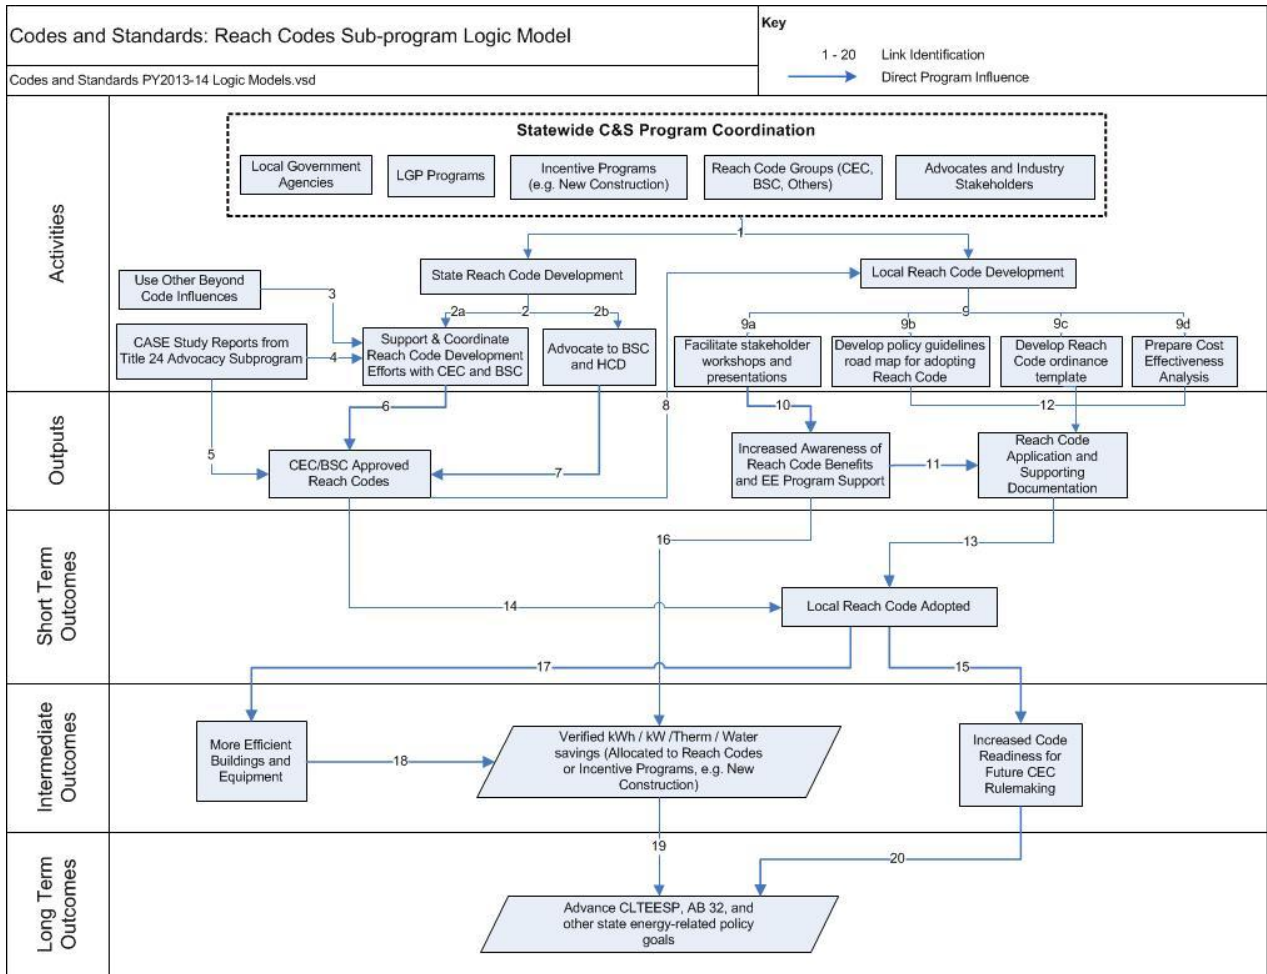 Codes and Standards: Reach Codes Sub-program Logic Model
Codes and Standards PY2013-14 Logic Models.vsd
Key
1 - 20 Link Identification
Direct Program Influence
Activities
Statewide C&S Program Coordination
Local Government
Agencies
LGP Programs
Incentive Programs
(e.g. New Construction)
Reach Code Groups (CEC,
BSC, Others)
Advocates and Industry
Stakeholders
1
State Reach Code Development
Local Reach Code Development
Use Other Beyond
Code Influences
3
2a
2
2b
9
9a
9b
9c
9d
CASE Study Reports from
Title 24 Advocacy Subprogram
4
Support & Coordinate
Reach Code Development
Efforts with CEC and BSC
Advocate to BSC
and HCD
Facilitate stakeholder
workshops and
presentations
Develop policy guidelines
road map for adopting
Reach Code
Develop Reach
Code ordinance
template
Prepare Cost
Effectiveness
Analysis
Outputs
6
8
10
12
5
CEC/BSC Approved
Reach Codes
7
Increased Awareness of
Reach Code Benefits
and EE Program Support
11
Reach Code
Application and
Supporting
Documentation
Short Term
Outcomes
16
13
14
Local Reach Code Adopted
17
15
Intermediate
Outcomes
More Efficient
Buildings and
Equipment
18
Verified kWh / kW /Therm / Water
savings (Allocated to Reach Codes
or Incentive Programs, e.g. New
Construction)
Increased Code
Readiness for
Future CEC
Rulemaking
Long Term
Outcomes
19
20
Advance CLTEESP, AB 32, and
other state energy-related policy
goals